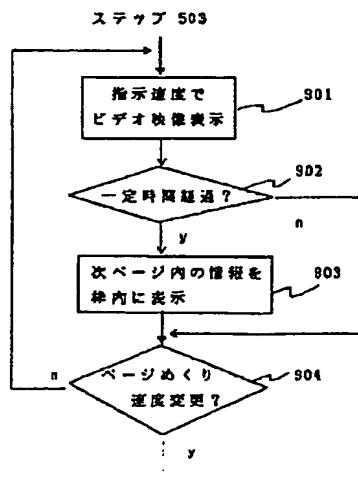 ステップ 503
指示速度で
ビデオ映像表示
901
一定時間経過?
902
n
y
次ページ内の情報を
枠内に表示
903
n
ページめくり
速度変更?
904
y